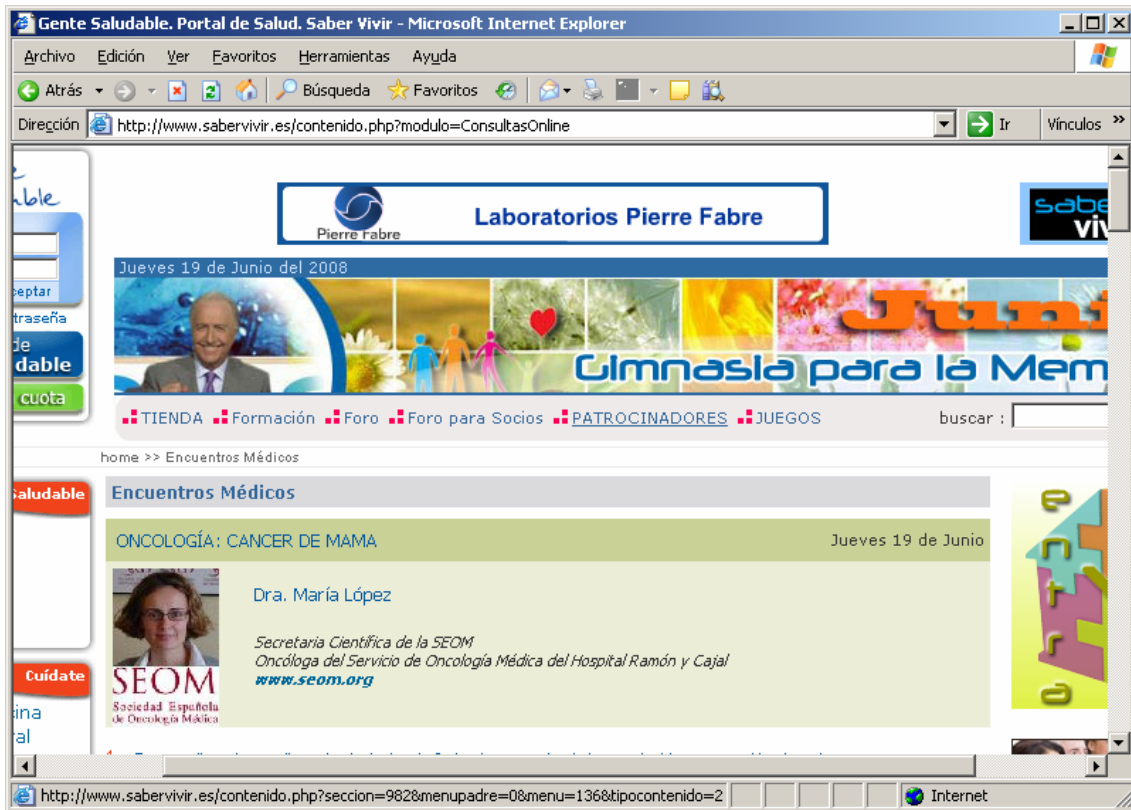 Gente Saludable. Portal de Salud. Saber Vivir - Microsoft Internet Explorer
Archivo Edición Ver Favoritos Herramientas Ayuda
Atrás Búsqueda Favoritos
Dirección http://www.sabervivir.es/contenido.php?modulo=ConsultasOnline Ir Vínculos »
Pierre Fabre
Laboratorios Pierre Fabre
Jueves 19 de Junio del 2008
Gimnasia para la Mem
dable
cuota
TIENDA Formación Foro Foro para Socios PATROCINADORES JUEGOS buscar :
home >> Encuentros Médicos
Encuentros Médicos
ONCOLOGÍA: CANCER DE MAMA Jueves 19 de Junio
Dra. María López
Secretaria Científica de la SEOM
Oncóloga del Servicio de Oncología Médica del Hospital Ramón y Cajal
www.seom.org
SEOM
Sociedad Española
de Oncología Médica
Cuídate
Entra
http://www.sabervivir.es/contenido.php?seccion=982&menupadre=0&menu=136&tipocontenido=2 Internet